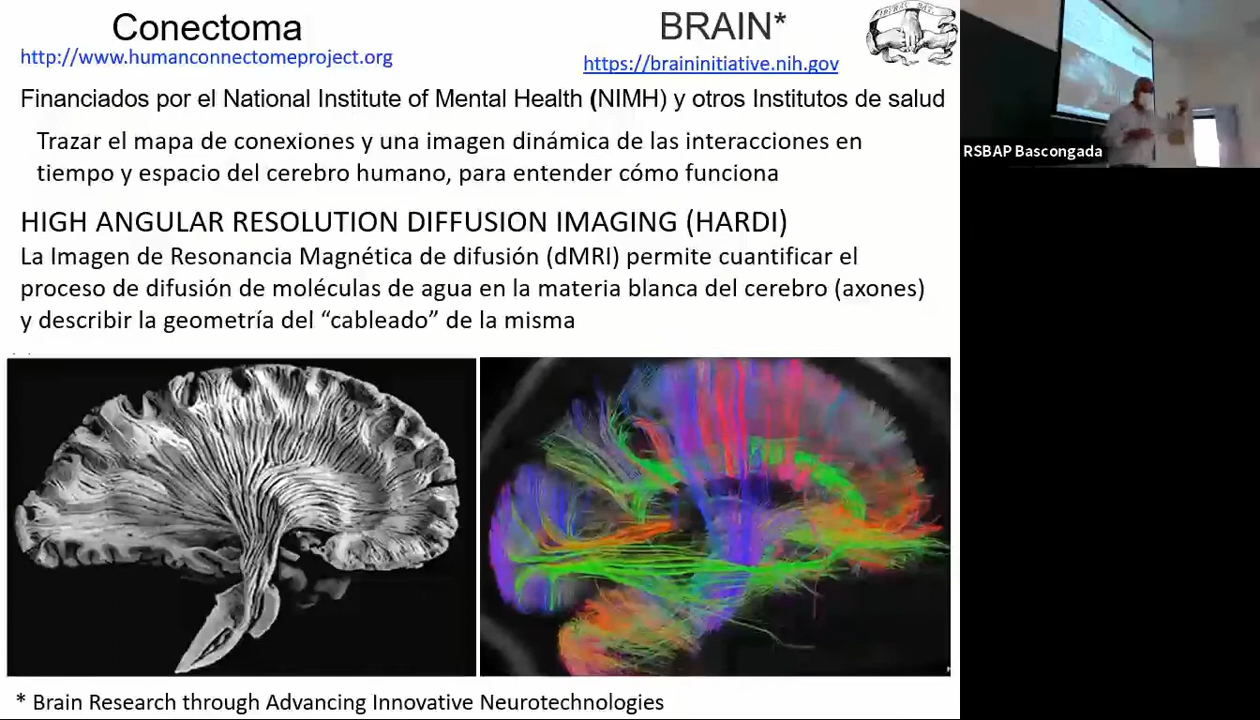 Conectoma
http://www.humanconnectomeproject.org
BRAIN*
https://braininitiative.nih.gov
Financiados por el National Institute of Mental Health (NIMH) y otros Institutos de salud
Trazar el mapa de conexiones y una imagen dinámica de las interacciones en
tiempo y espacio del cerebro humano, para entender cómo funciona
HIGH ANGULAR RESOLUTION DIFFUSION IMAGING (HARDI)
La Imagen de Resonancia Magnética de difusión (dMRI) permite cuantificar el
proceso de difusión de moléculas de agua en la materia blanca del cerebro (axones)
y describir la geometría del “cableado” de la misma
* Brain Research through Advancing Innovative Neurotechnologies
RSBAP Bascongada